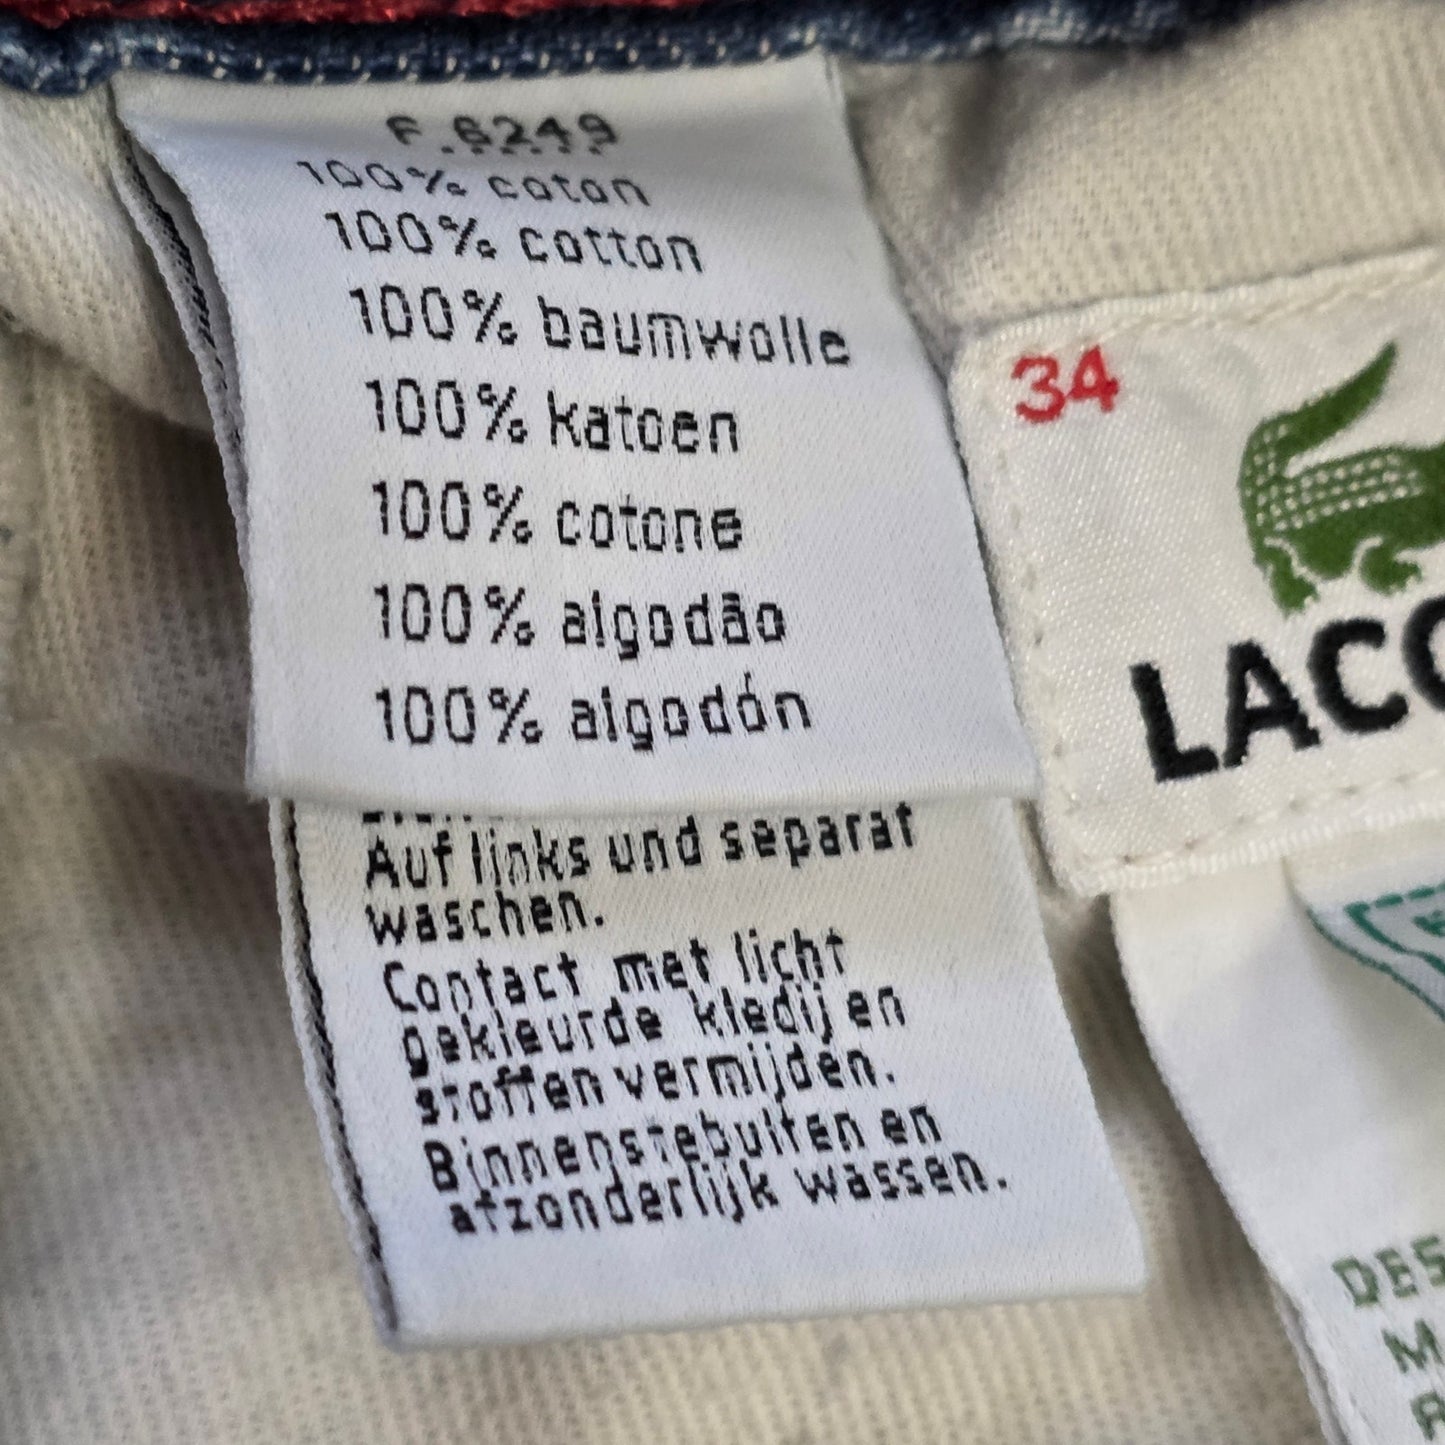 F.6249
100% coton
100% cotton
100% baumwolle
100% katoen
100% cotone
100% algodão
100% algodón
Auf links und separat
waschen.
Contact met licht
gekleurde kledij en
stoffen vermijden.
Binnenstebuiten en
afzonderlijk wassen.
34
LACO
DES
M